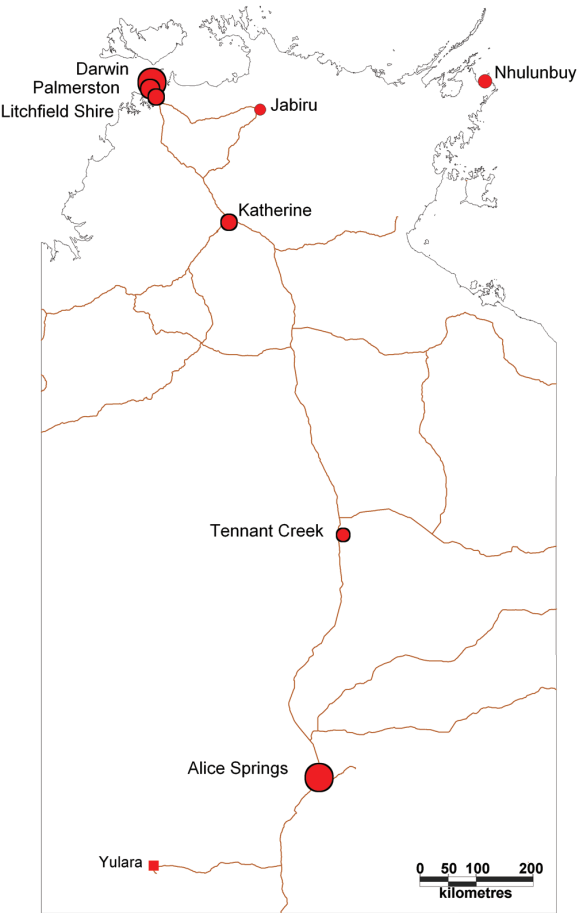 Darwin
Palmerston
Litchfield Shire
Nhulunbuy
Jabiru
Katherine
Tennant Creek
Alice Springs
Yulara
0 50 100 200
kilometres